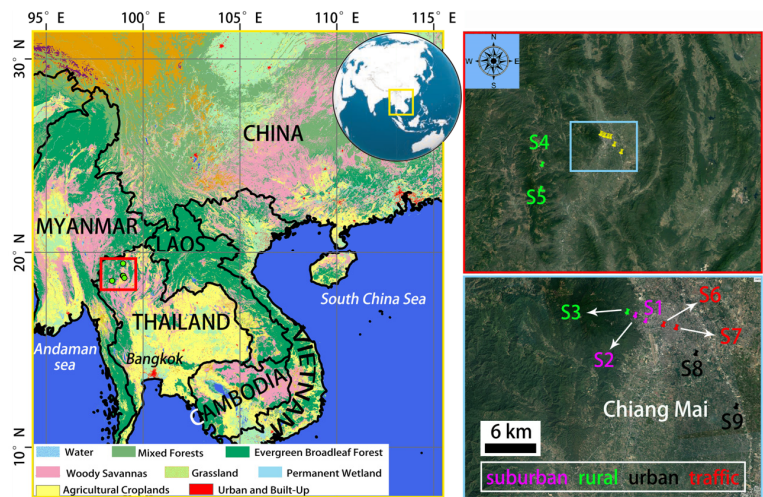 95° E 100° E 105° E 110° E 115° E
30° N
20° N
10° N
CHINA
MYANMAR
LAOS
THAILAND
Bangkok
CAMBODIA
VIETNAM
South China Sea
Andaman
sea
Water Mixed Forests Evergreen Broadleaf Forest
Woody Savannas Grassland Permanent Wetland
Agricultural Croplands Urban and Built-Up
N
W E
S
S4
S5
S3 S1 S6
S7
S2 S8
Chiang Mai S9
6 km
suburban rural urban traffic